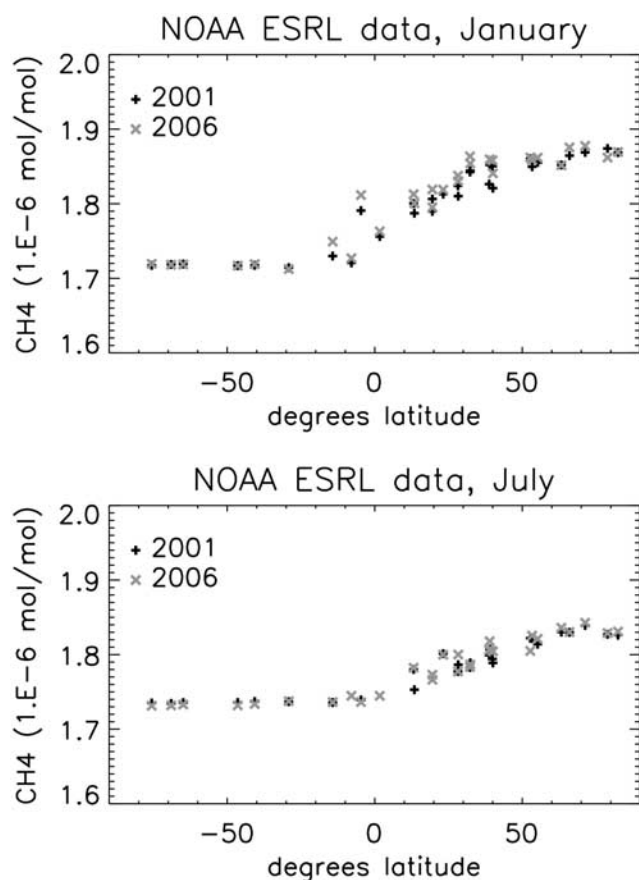 NOAA ESRL data, January
2.0
+ 2001
× 2006
1.9
1.8
1.7
1.6
CH4 (1.E−6 mol/mol)
−50 0 50
degrees latitude
NOAA ESRL data, July
2.0
+ 2001
× 2006
1.9
1.8
1.7
1.6
CH4 (1.E−6 mol/mol)
−50 0 50
degrees latitude